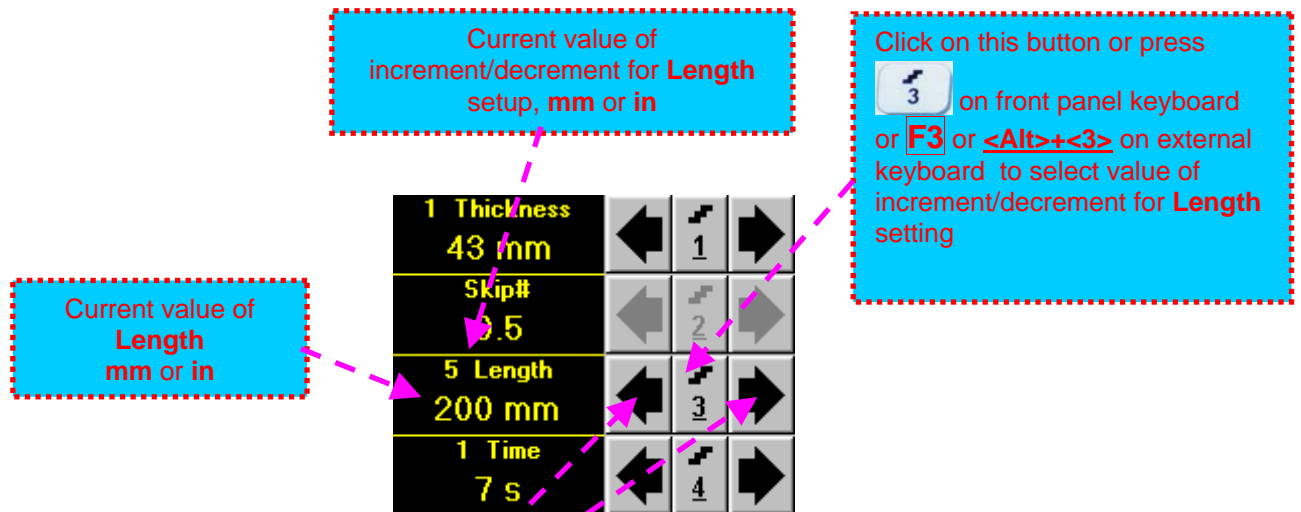 Current value of
increment/decrement for Length
setup, mm or in
Click on this button or press
3 on front panel keyboard
or F3 or <Alt>+<3> on external
keyboard to select value of
increment/decrement for Length
setting
1 Thickness
43 mm
1
Skip#
.5
2
Current value of
Length
mm or in
5 Length
200 mm
3
1 Time
7 s
4